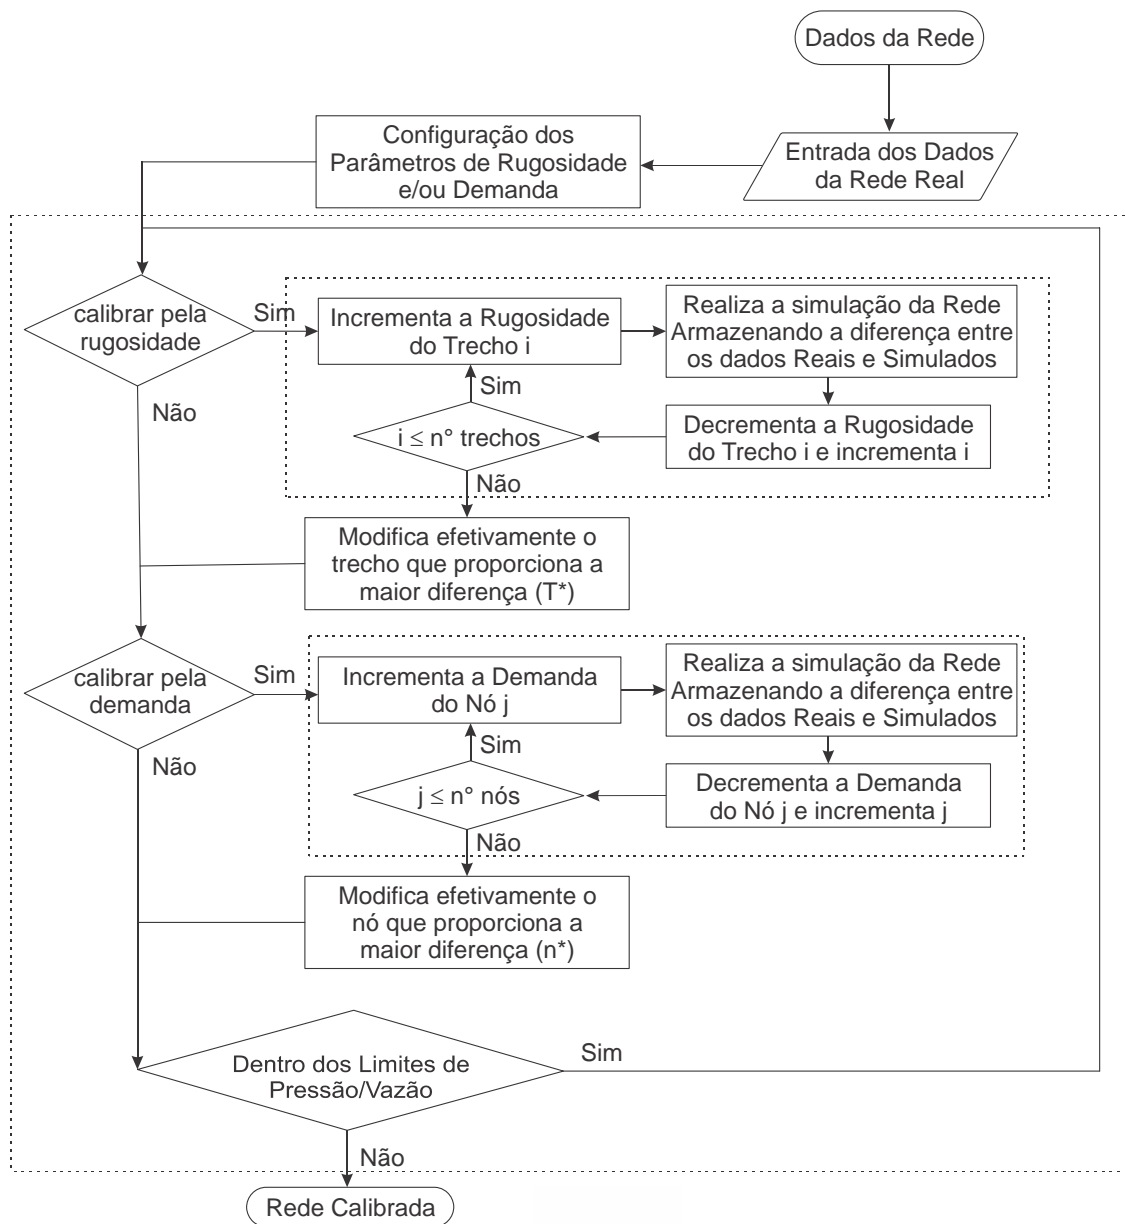 Dados da Rede
Entrada dos Dados
da Rede Real
Configuração dos
Parâmetros de Rugosidade
e/ou Demanda
calibrar pela
rugosidade
Sim
Incrementa a Rugosidade
do Trecho i
Realiza a simulação da Rede
Armazenando a diferença entre
os dados Reais e Simulados
Sim
Não
Decrementa a Rugosidade
do Trecho i e incrementa i
i ≤ n° trechos
Não
Modifica efetivamente o
trecho que proporciona a
maior diferença (T*)
calibrar pela
demanda
Sim
Incrementa a Demanda
do Nó j
Realiza a simulação da Rede
Armazenando a diferença entre
os dados Reais e Simulados
Sim
Não
Decrementa a Demanda
do Nó j e incrementa j
j ≤ n° nós
Não
Modifica efetivamente o
nó que proporciona a
maior diferença (n*)
Dentro dos Limites de
Pressão/Vazão
Sim
Não
Rede Calibrada